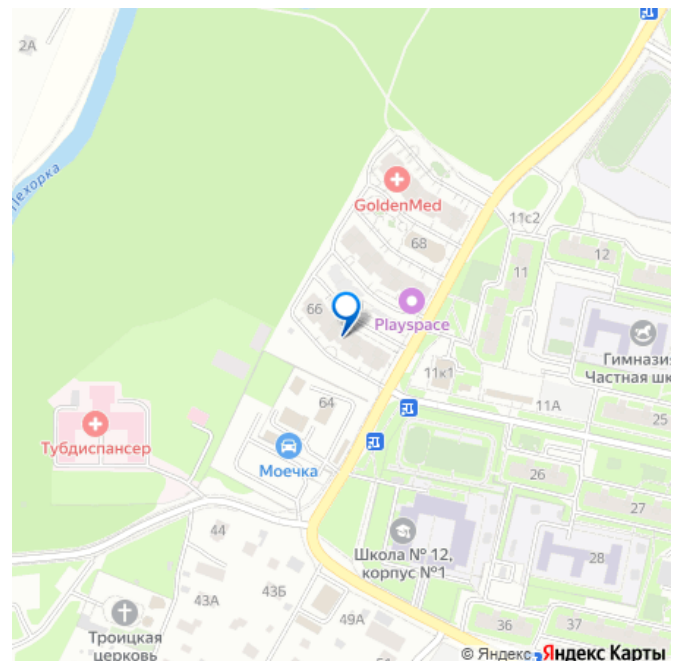 2А
Пехорка
GoldenMed
11с2
68
12
11
66
Playspace
Гимназия
Частная шк
11к1
64
11А
25
Тубдиспансер
Моечка
26
27
44
Школа № 12,
корпус №1
28
43Б
43А
49А
Троицкая
церковь
36
37
© Яндекс Яндекс Карты